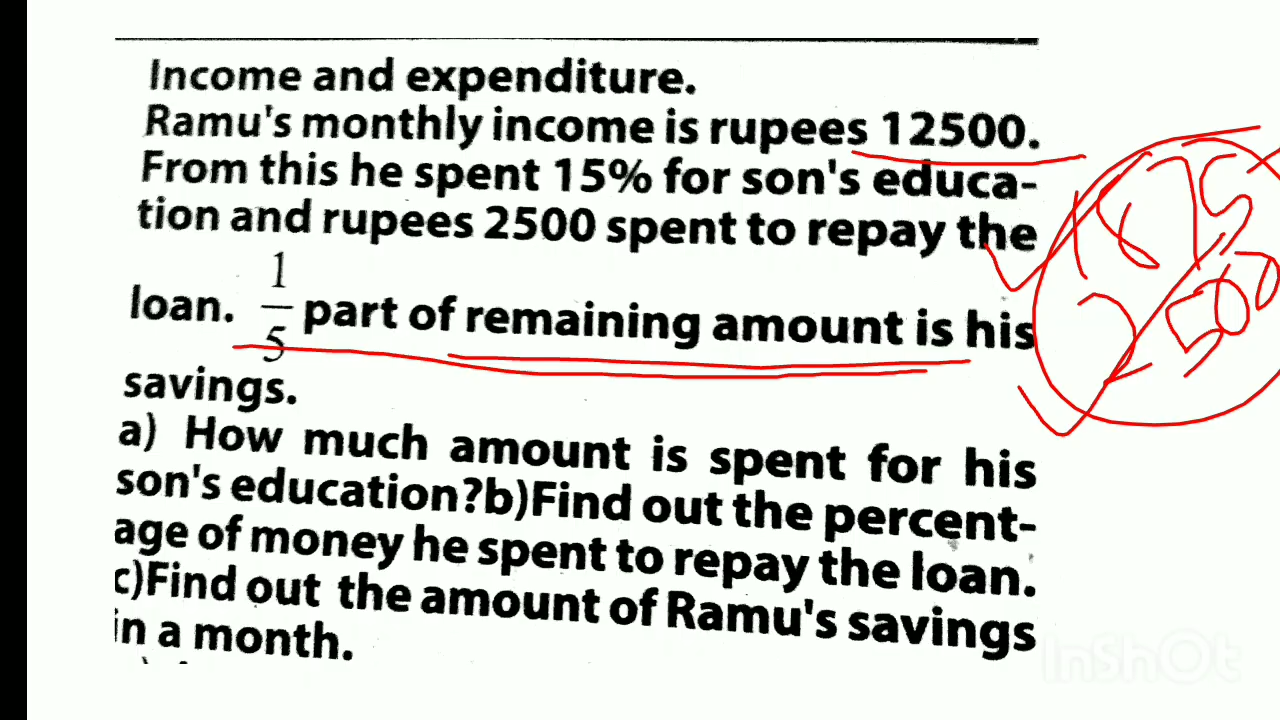 Income and expenditure.
Ramu's monthly income is rupees 12500.
From this he spent 15% for son's educa-
tion and rupees 2500 spent to repay the
loan. 1/5 part of remaining amount is his
savings.
a) How much amount is spent for his
son's education?b)Find out the percent-
age of money he spent to repay the loan.
c)Find out the amount of Ramu's savings
in a month.
InShOt